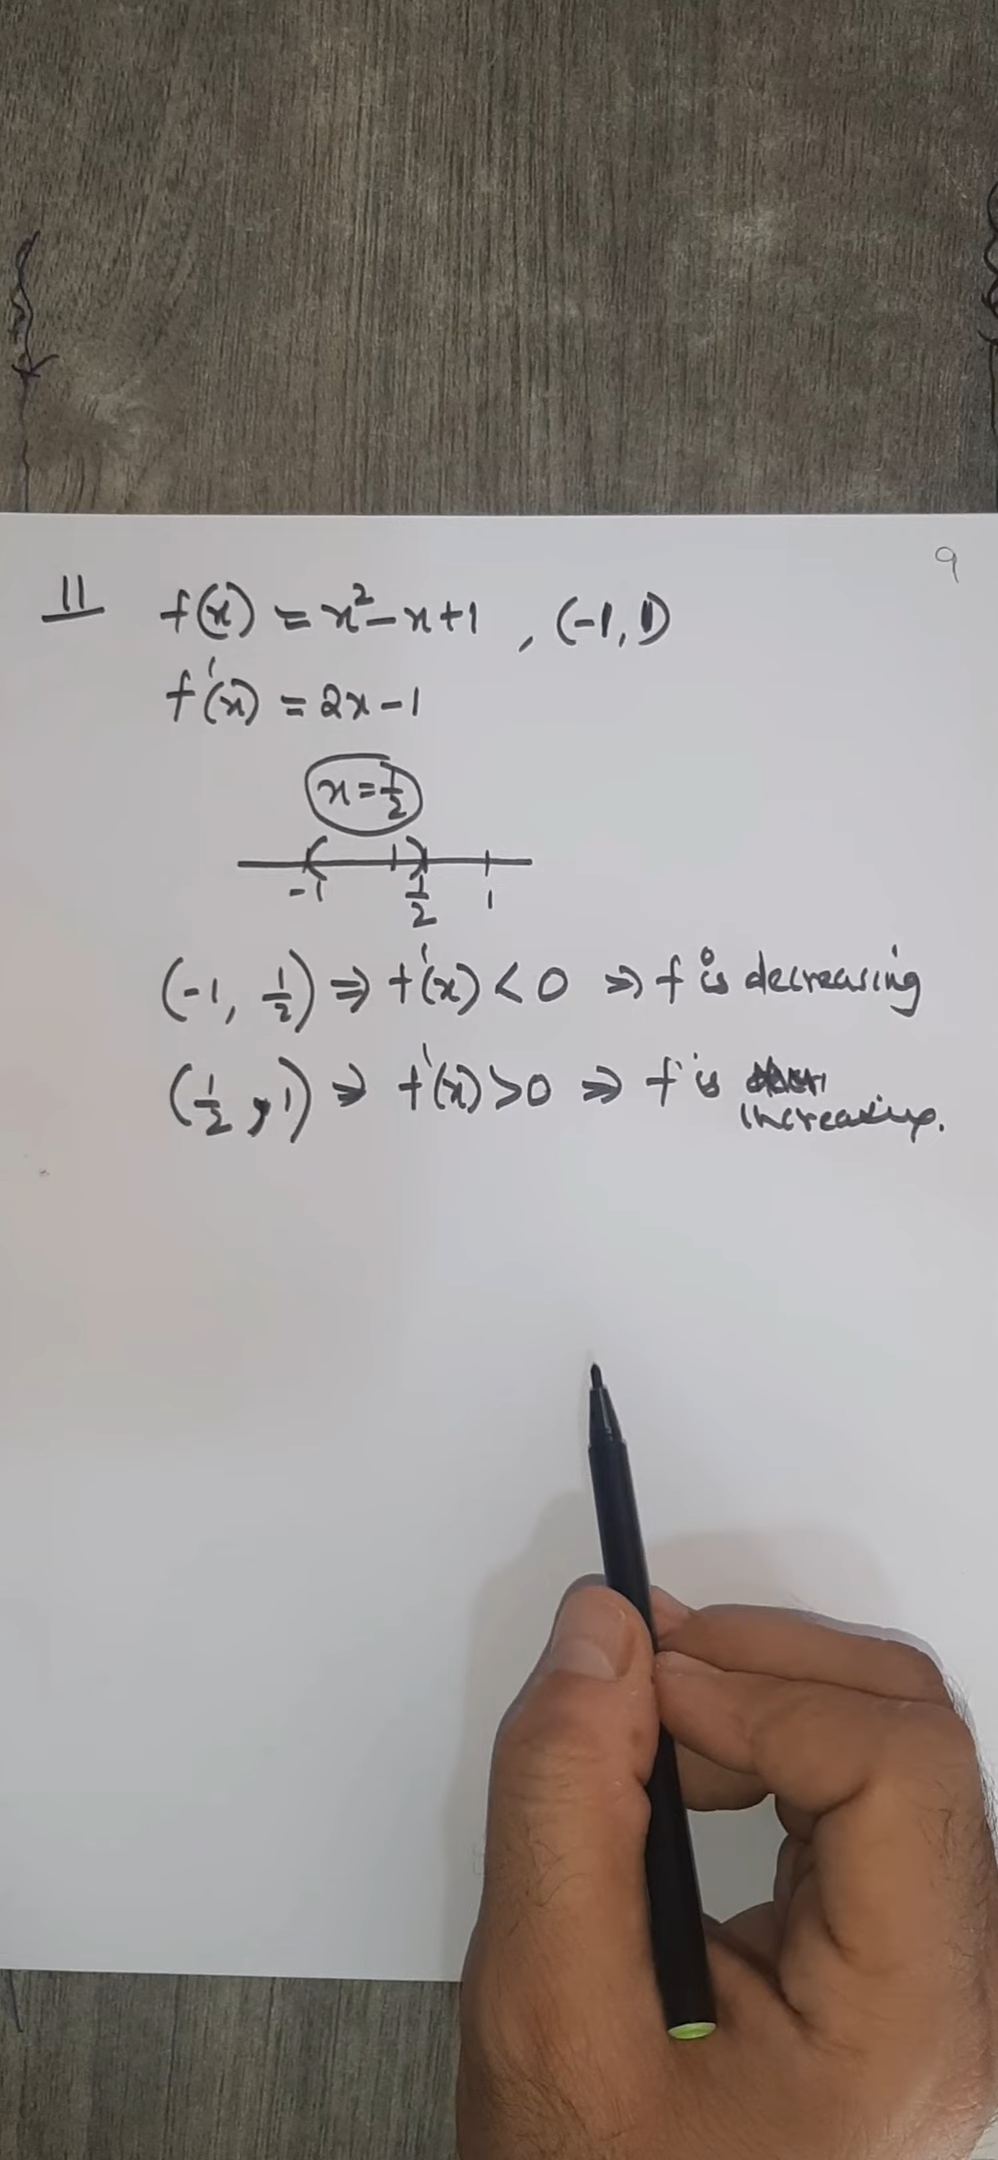 9
11 f(x) = x² - x + 1 , (-1, 1)
f'(x) = 2x - 1
x = 1/2
-1 1/2 1
(-1, 1/2) ⇒ f'(x) < 0 ⇒ f is decreasing
(1/2, 1) ⇒ f'(x) > 0 ⇒ f is
increasing.